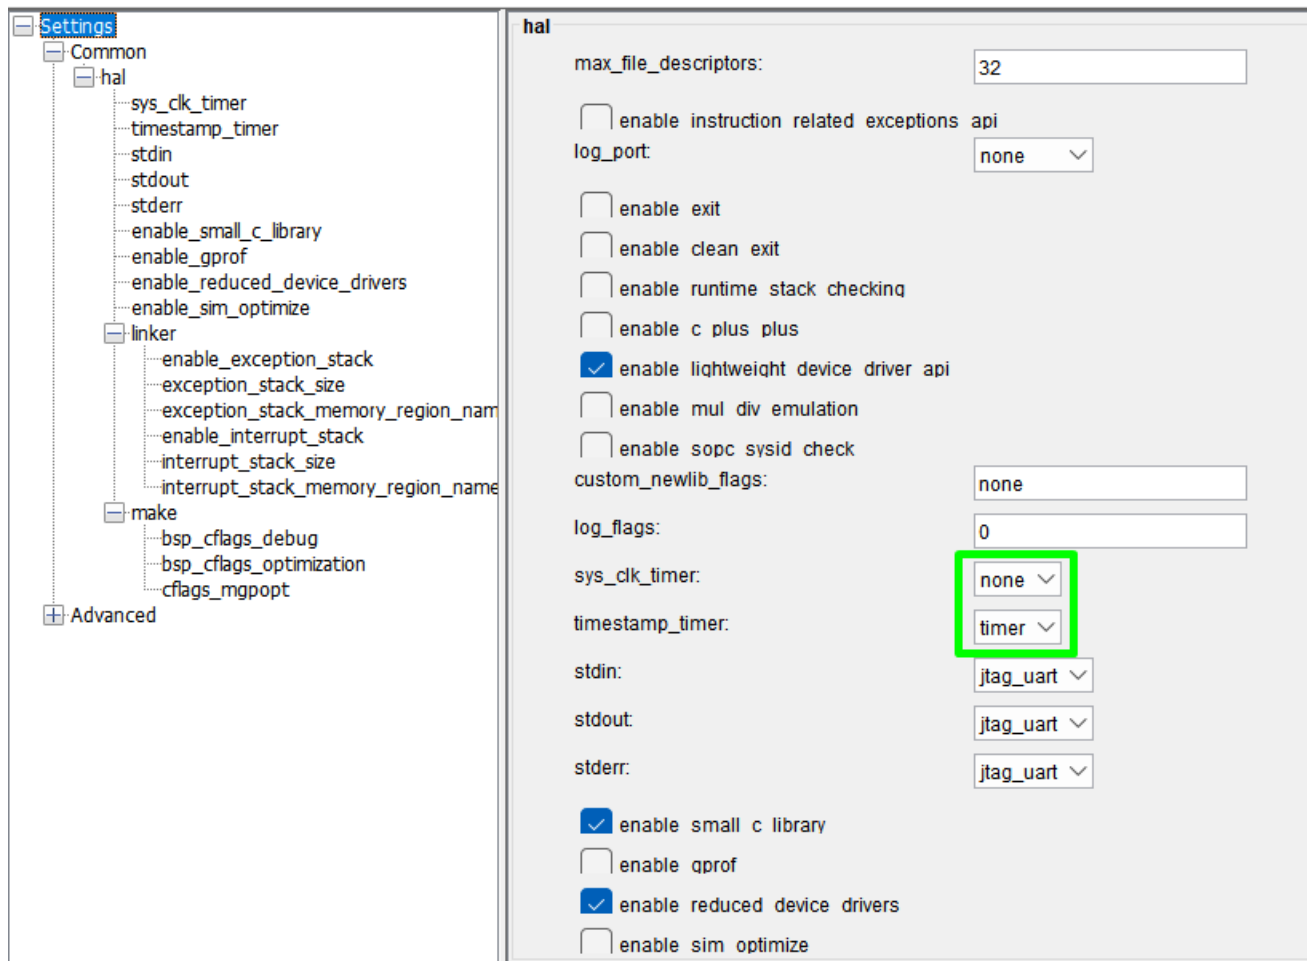 Settings
Common
hal
sys_clk_timer
timestamp_timer
stdin
stdout
stderr
enable_small_c_library
enable_gprof
enable_reduced_device_drivers
enable_sim_optimize
linker
enable_exception_stack
exception_stack_size
exception_stack_memory_region_nam
enable_interrupt_stack
interrupt_stack_size
interrupt_stack_memory_region_name
make
bsp_cflags_debug
bsp_cflags_optimization
cflags_mgpopt
Advanced
hal
max_file_descriptors: 32
enable instruction related exceptions api
log_port: none
enable exit
enable clean exit
enable runtime stack checking
enable c plus plus
enable lightweight device driver api
enable mul div emulation
enable sopc sysid check
custom_newlib_flags: none
log_flags: 0
sys_clk_timer: none
timestamp_timer: timer
stdin: jtag_uart
stdout: jtag_uart
stderr: jtag_uart
enable small c library
enable gprof
enable reduced device drivers
enable sim optimize